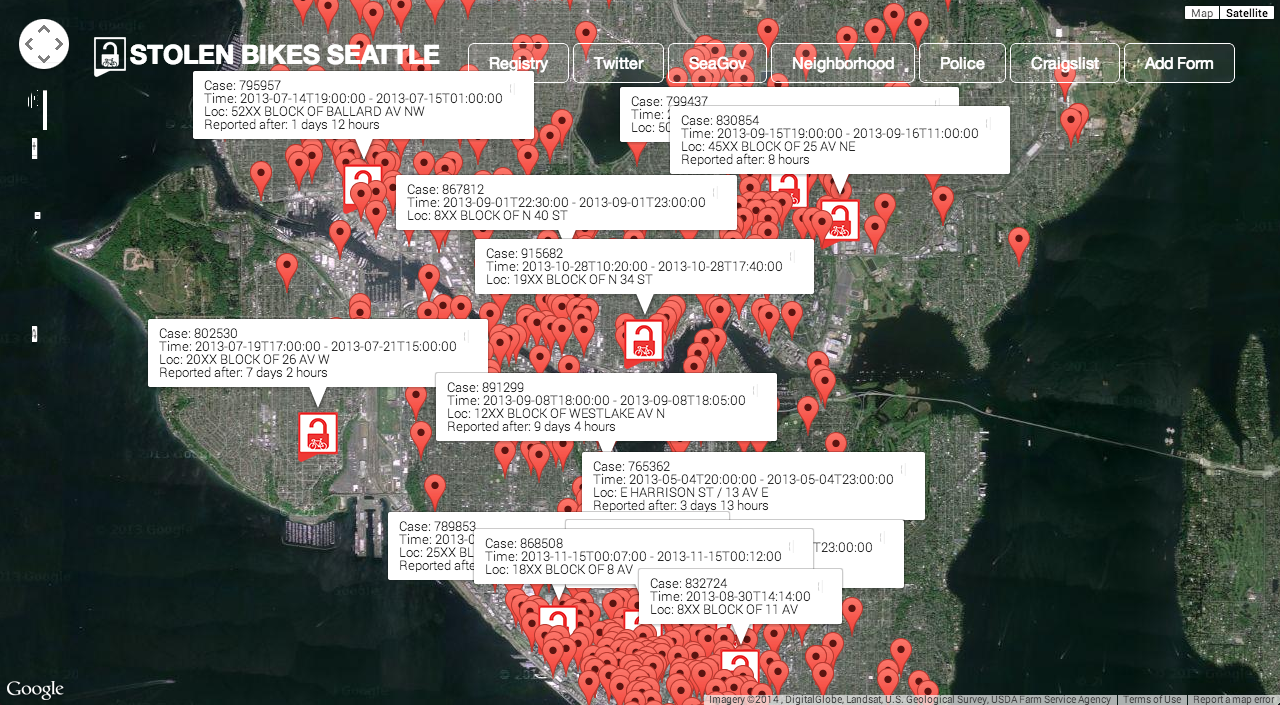 Map Satellite
STOLEN BIKES SEATTLE
Registry Twitter SeaGov Neighborhood Police Craigslist Add Form
Case: 795957
Time: 2013-07-14T19:00:00 - 2013-07-15T01:00:00
Loc: 52XX BLOCK OF BALLARD AV NW
Reported after: 1 days 12 hours
Case: 799437
Time:
Loc:
Case: 830854
Time: 2013-09-15T19:00:00 - 2013-09-16T11:00:00
Loc: 45XX BLOCK OF 25 AV NE
Reported after: 8 hours
Case: 867812
Time: 2013-09-01T22:30:00 - 2013-09-01T23:00:00
Loc: 8XX BLOCK OF N 40 ST
Case: 915682
Time: 2013-10-28T10:20:00 - 2013-10-28T17:40:00
Loc: 19XX BLOCK OF N 34 ST
Case: 802530
Time: 2013-07-19T17:00:00 - 2013-07-21T15:00:00
Loc: 20XX BLOCK OF 26 AV W
Reported after: 7 days 2 hours
Case: 891299
Time: 2013-09-08T18:00:00 - 2013-09-08T18:05:00
Loc: 12XX BLOCK OF WESTLAKE AV N
Reported after: 9 days 4 hours
Case: 765362
Time: 2013-05-04T20:00:00 - 2013-05-04T23:00:00
Loc: E HARRISON ST / 13 AV E
Reported after: 3 days 13 hours
Case: 789853
Time: 2013-0
Loc: 25XX BL
Reported afte
T23:00:00
Case: 868508
Time: 2013-11-15T00:07:00 - 2013-11-15T00:12:00
Loc: 18XX BLOCK OF 8 AV
Case: 832724
Time: 2013-08-30T14:14:00
Loc: 8XX BLOCK OF 11 AV
Google
Imagery ©2014 , DigitalGlobe, Landsat, U.S. Geological Survey, USDA Farm Service Agency Terms of Use Report a map error